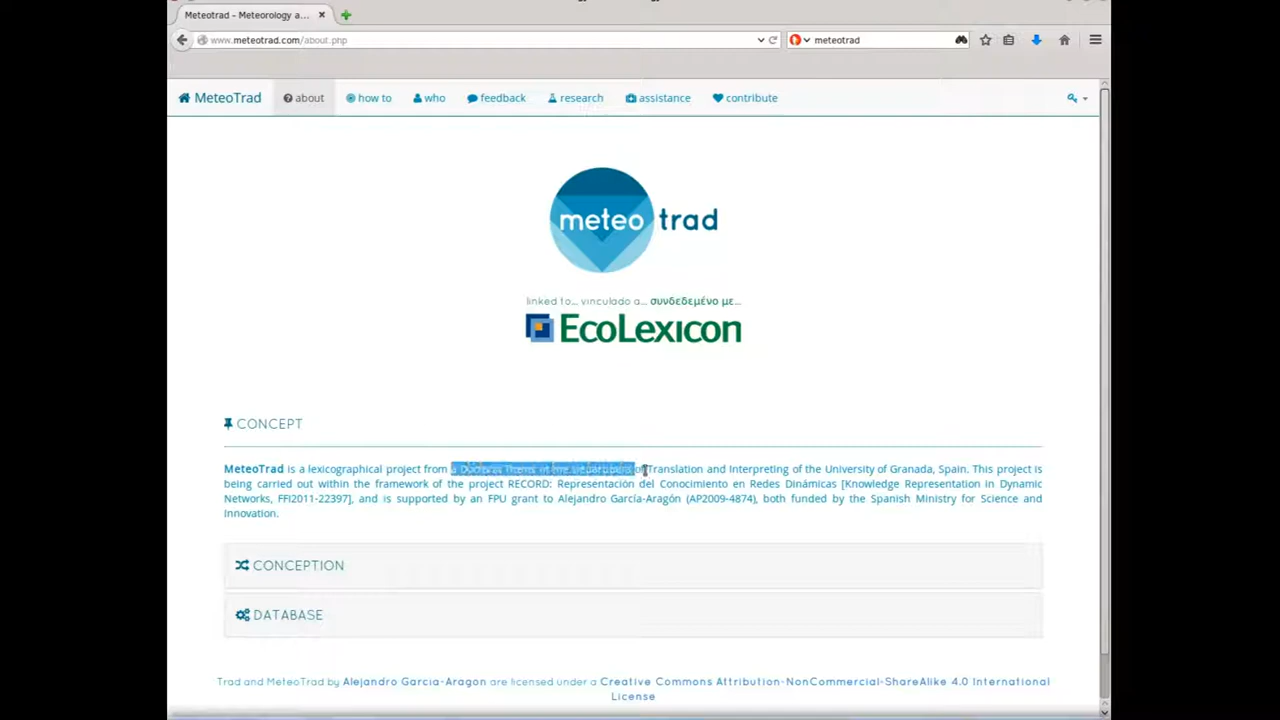 Meteotrad - Meteorology a...
www.meteotrad.com/about.php
meteotrad
MeteoTrad
about
how to
who
feedback
research
assistance
contribute
meteo trad
linked to... vinculado a... συνδεδεμένο με...
EcoLexicon
CONCEPT
MeteoTrad is a lexicographical project from a Doctoral Thesis of the Department of Translation and Interpreting of the University of Granada, Spain. This project is
being carried out within the framework of the project RECORD: Representación del Conocimiento en Redes Dinámicas [Knowledge Representation in Dynamic
Networks, FFI2011-22397], and is supported by an FPU grant to Alejandro García-Aragón (AP2009-4874), both funded by the Spanish Ministry for Science and
Innovation.
CONCEPTION
DATABASE
Trad and MeteoTrad by Alejandro García-Aragón are licensed under a Creative Commons Attribution-NonCommercial-ShareAlike 4.0 International
License